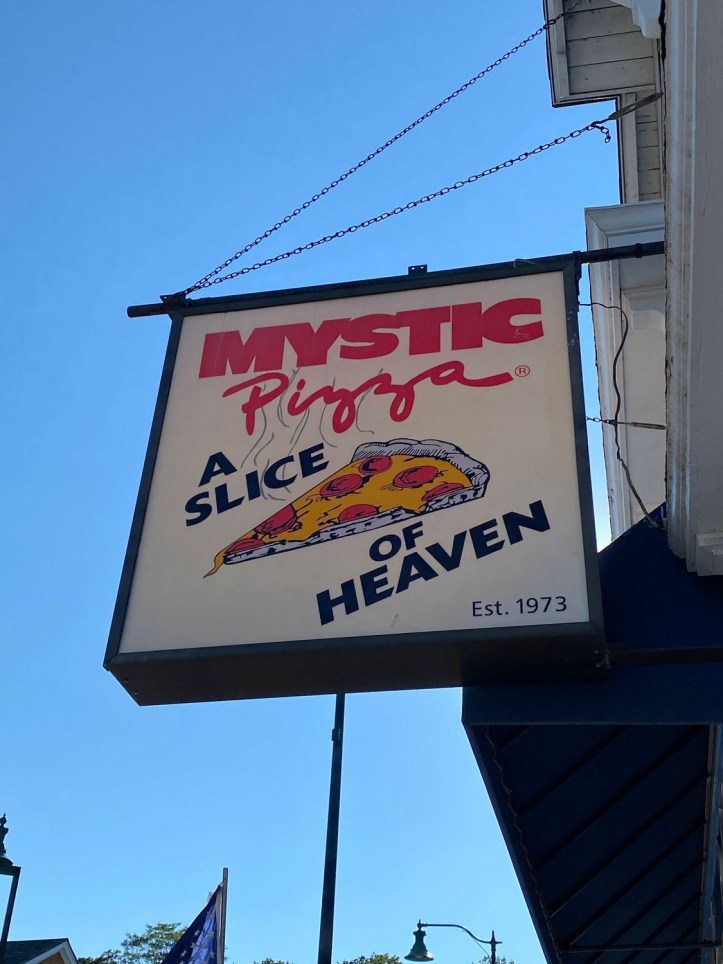 MYSTIC
Pizza®
A
SLICE
OF
HEAVEN
Est. 1973